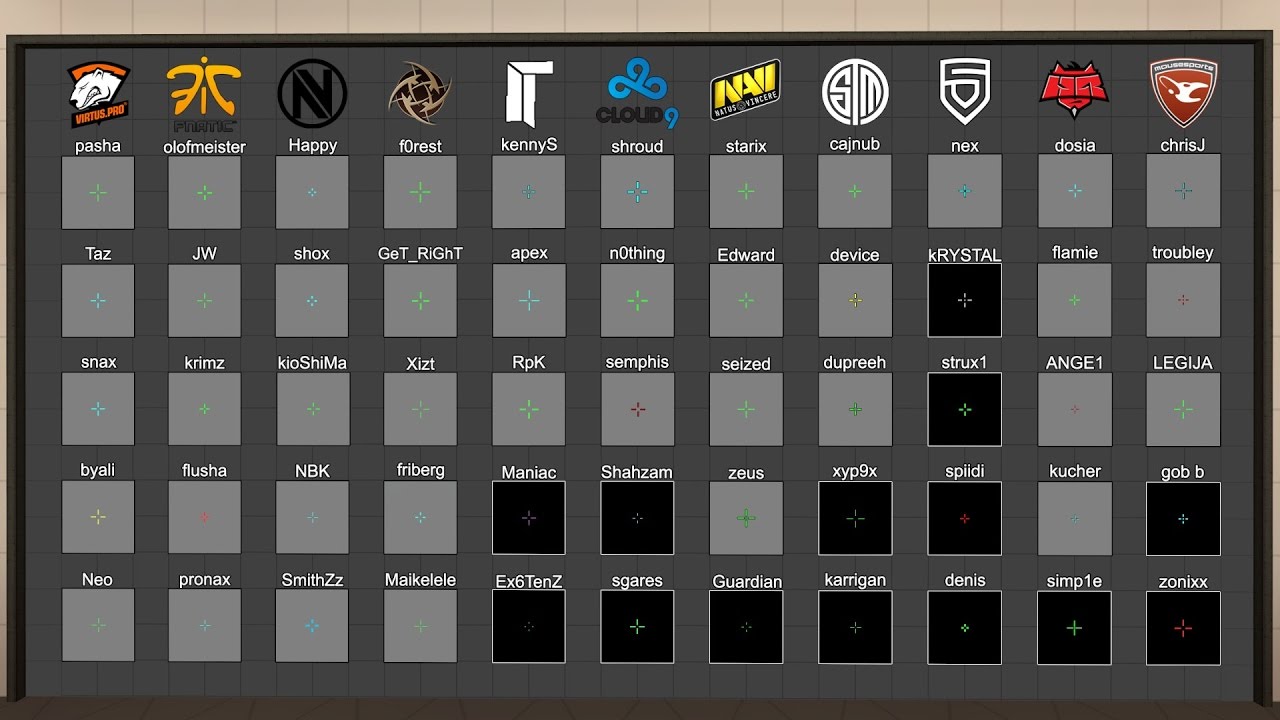 VIRTUS.PRO FNATIC CLOUD9 NAVI NATUS VINCERE TSM mousesports
pasha olofmeister Happy f0rest kennyS shroud starix cajnub nex dosia chrisJ
Taz JW shox GeT_RiGhT apex n0thing Edward device kRYSTAL flamie troubley
snax krimz kioShiMa Xizt RpK semphis seized dupreeh strux1 ANGE1 LEGIJA
byali flusha NBK friberg Maniac Shahzam zeus xyp9x spiidi kucher gob b
Neo pronax SmithZz Maikelele Ex6TenZ sgares Guardian karrigan denis simp1e zonixx